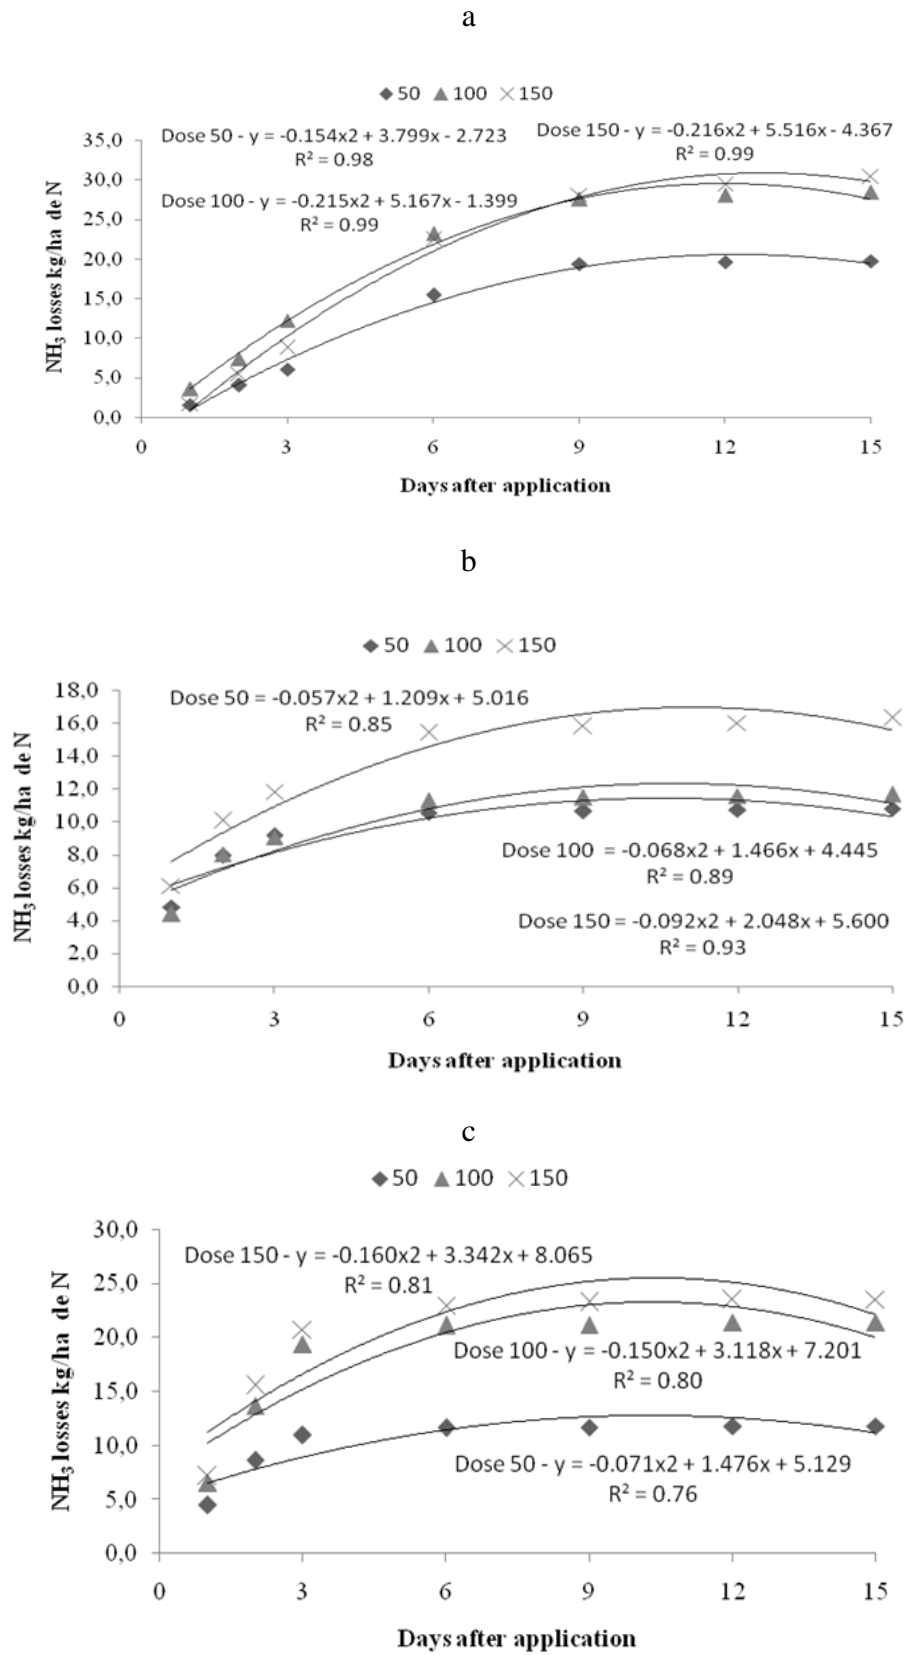 a
50 100 150
Dose 50 - y = -0.154x2 + 3.799x - 2.723
R² = 0.98
Dose 150 - y = -0.216x2 + 5.516x - 4.367
R² = 0.99
Dose 100 - y = -0.215x2 + 5.167x - 1.399
R² = 0.99
NH₃ losses kg/ha de N
35,0
30,0
25,0
20,0
15,0
10,0
5,0
0,0
0 3 6 9 12 15
Days after application
b
50 100 150
Dose 50 = -0.057x2 + 1.209x + 5.016
R² = 0.85
Dose 100 = -0.068x2 + 1.466x + 4.445
R² = 0.89
Dose 150 = -0.092x2 + 2.048x + 5.600
R² = 0.93
NH₃ losses kg/ha de N
18,0
16,0
14,0
12,0
10,0
8,0
6,0
4,0
2,0
0,0
0 3 6 9 12 15
Days after application
c
50 100 150
Dose 150 - y = -0.160x2 + 3.342x + 8.065
R² = 0.81
Dose 100 - y = -0.150x2 + 3.118x + 7.201
R² = 0.80
Dose 50 - y = -0.071x2 + 1.476x + 5.129
R² = 0.76
NH₃ losses kg/ha de N
30,0
25,0
20,0
15,0
10,0
5,0
0,0
0 3 6 9 12 15
Days after application